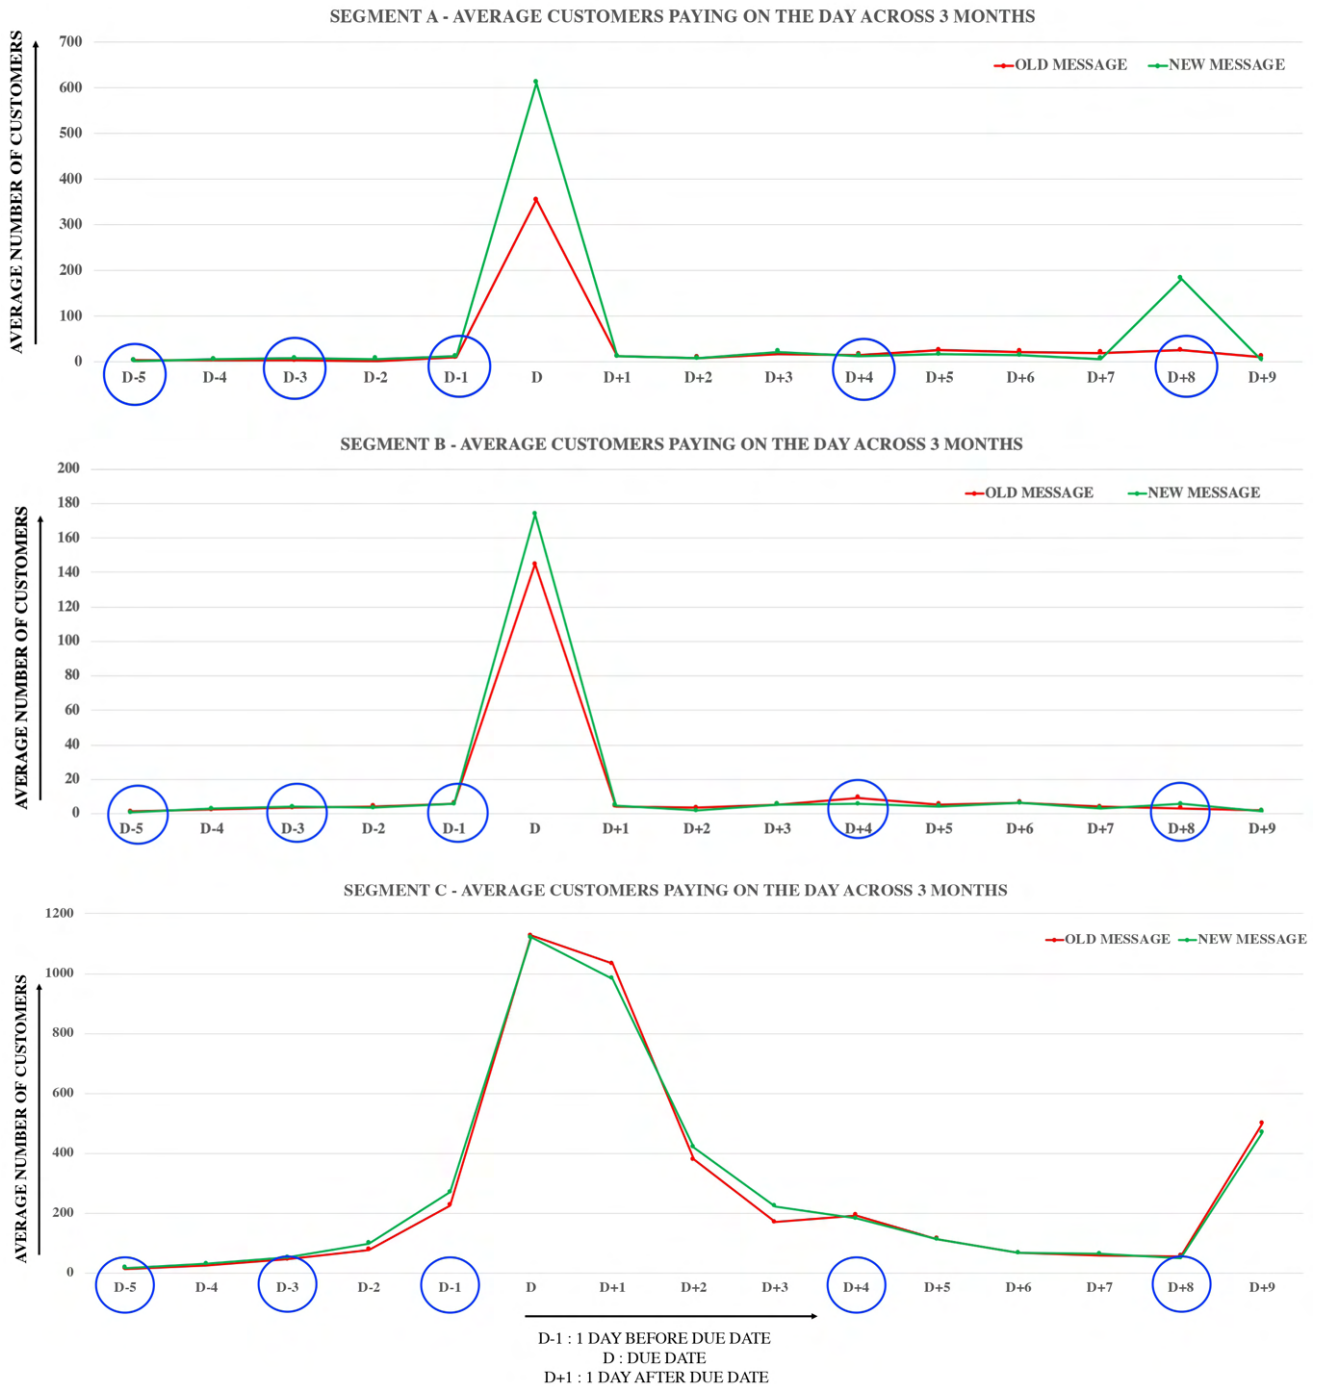 SEGMENT A - AVERAGE CUSTOMERS PAYING ON THE DAY ACROSS 3 MONTHS
AVERAGE NUMBER OF CUSTOMERS
OLD MESSAGE NEW MESSAGE
700
600
500
400
300
200
100
0
D-5 D-4 D-3 D-2 D-1 D D+1 D+2 D+3 D+4 D+5 D+6 D+7 D+8 D+9
SEGMENT B - AVERAGE CUSTOMERS PAYING ON THE DAY ACROSS 3 MONTHS
AVERAGE NUMBER OF CUSTOMERS
OLD MESSAGE NEW MESSAGE
200
180
160
140
120
100
80
60
40
20
0
D-5 D-4 D-3 D-2 D-1 D D+1 D+2 D+3 D+4 D+5 D+6 D+7 D+8 D+9
SEGMENT C - AVERAGE CUSTOMERS PAYING ON THE DAY ACROSS 3 MONTHS
AVERAGE NUMBER OF CUSTOMERS
OLD MESSAGE NEW MESSAGE
1200
1000
800
600
400
200
0
D-5 D-4 D-3 D-2 D-1 D D+1 D+2 D+3 D+4 D+5 D+6 D+7 D+8 D+9
D-1 : 1 DAY BEFORE DUE DATE
D : DUE DATE
D+1 : 1 DAY AFTER DUE DATE